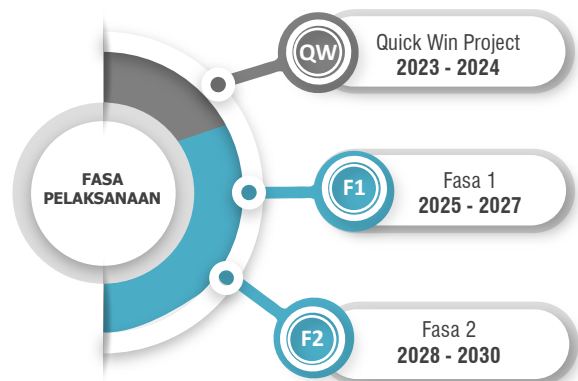 FASA
PELAKSANAAN
QW
Quick Win Project
2023 - 2024
F1
Fasa 1
2025 - 2027
F2
Fasa 2
2028 - 2030